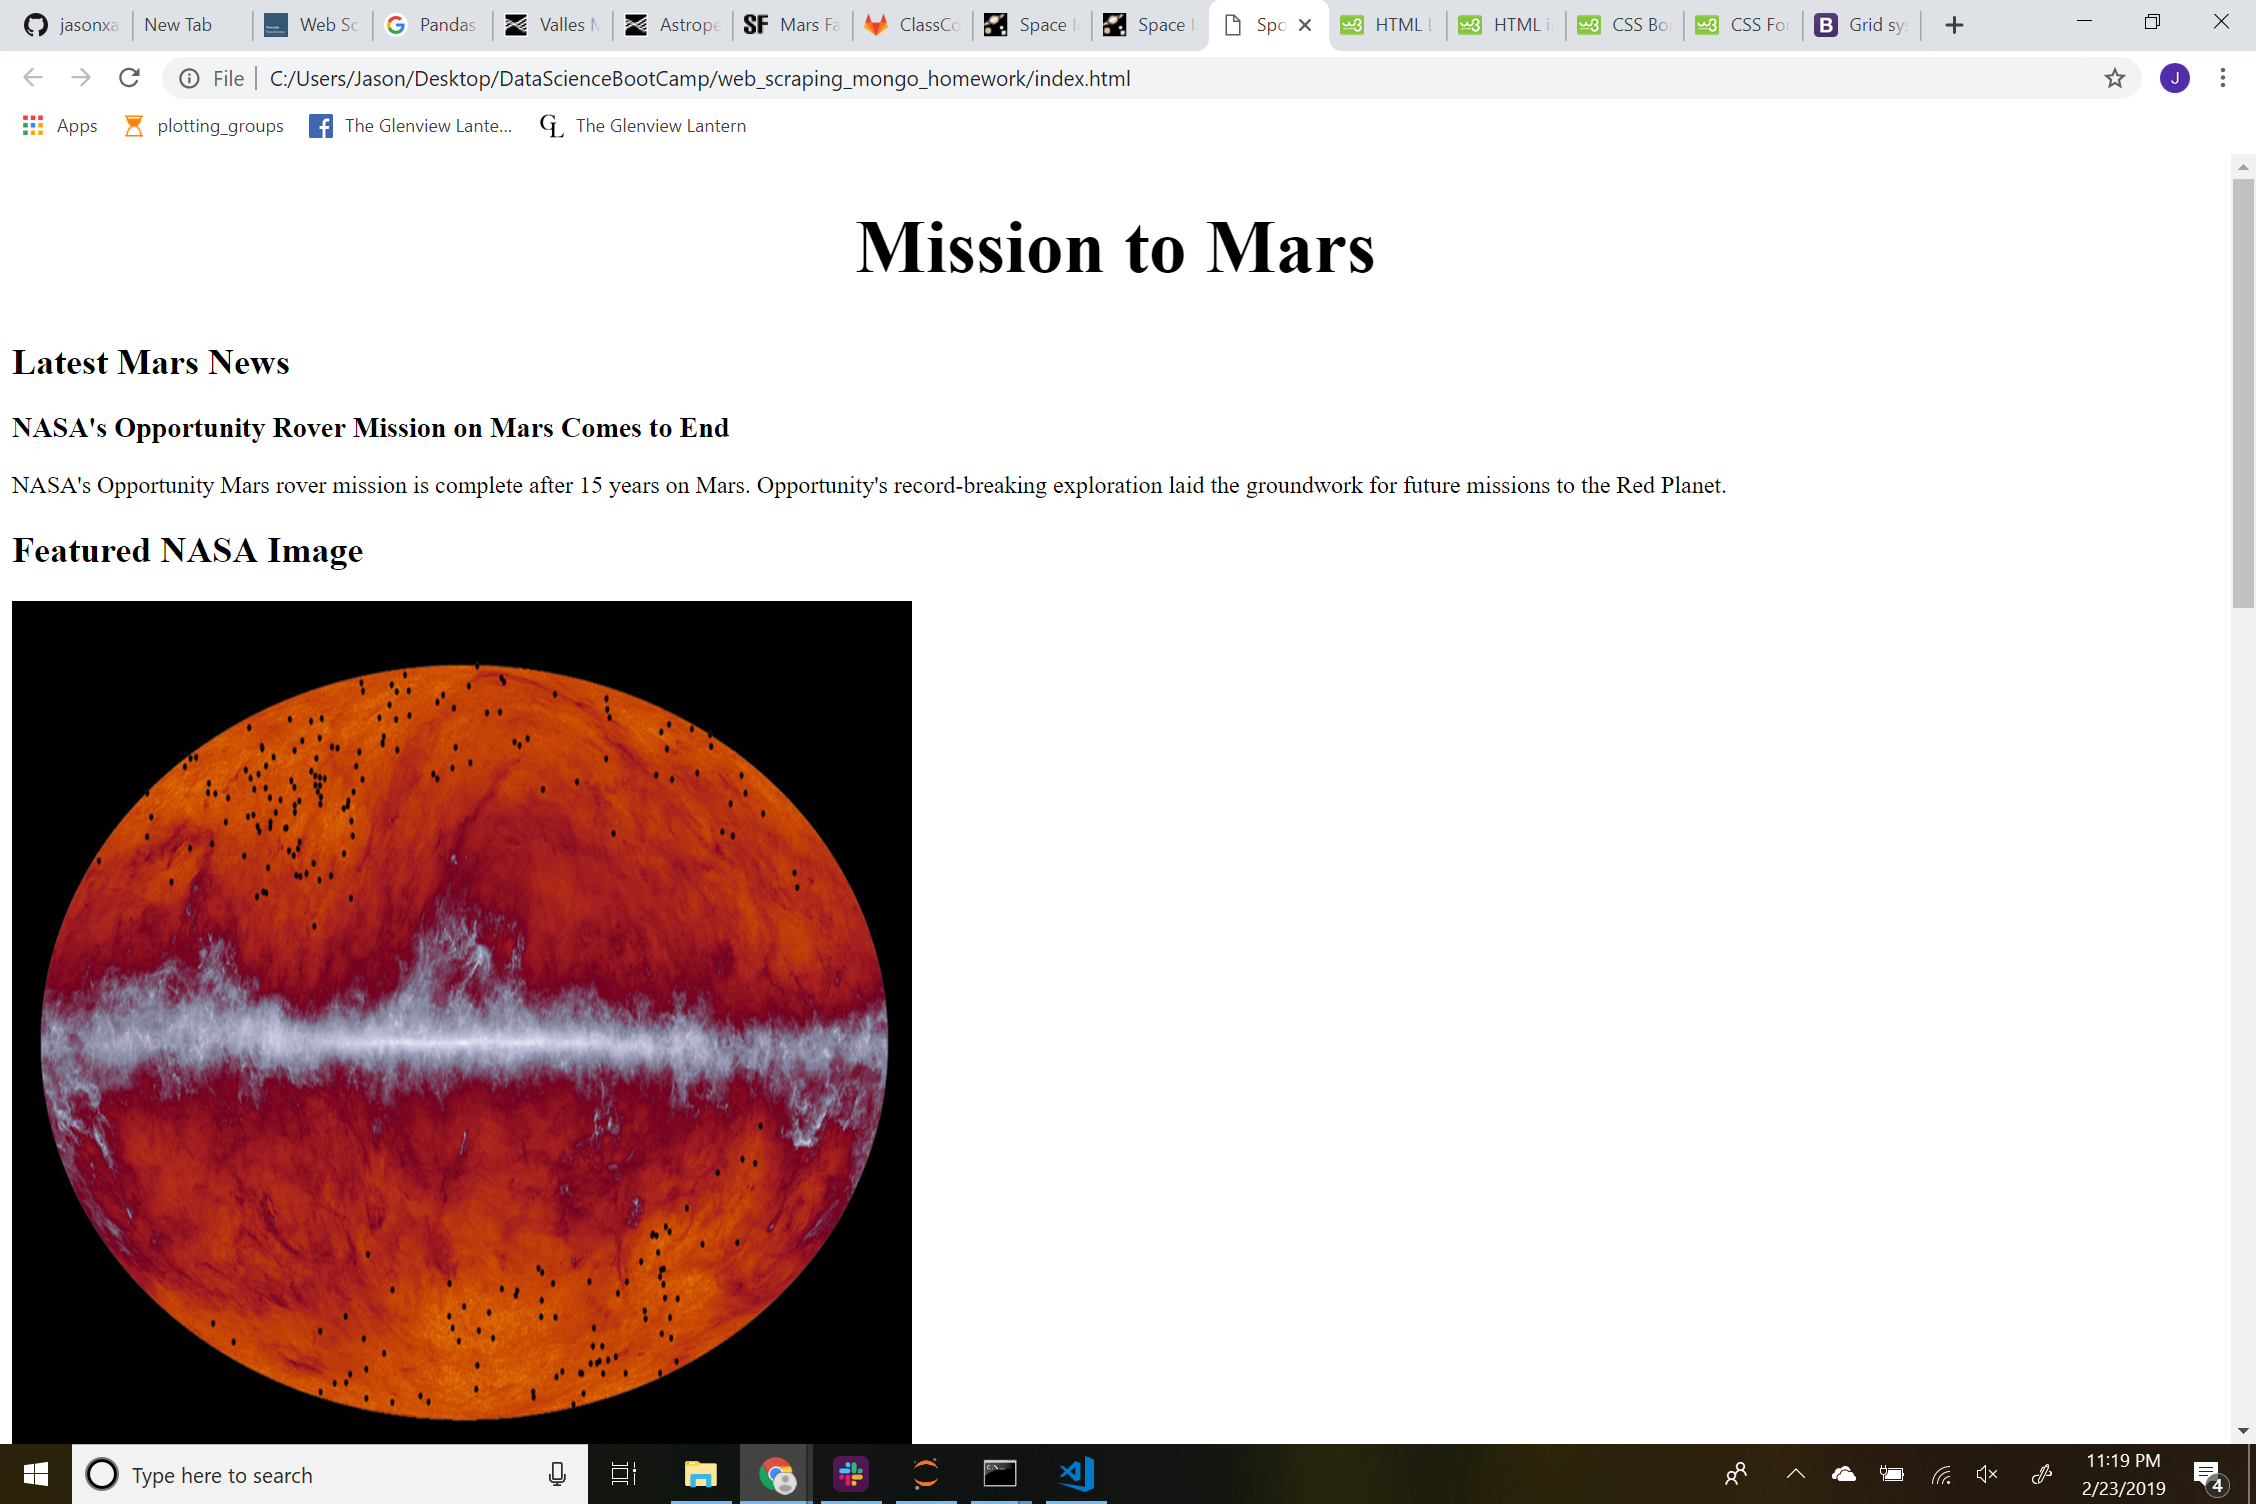 jasonxa
New Tab
Web Sc
Pandas
Valles M
Astrope
SF Mars Fa
ClassCo
Space I
Space I
Spo
HTML L
HTML i
CSS Bo
CSS For
B Grid sy
File C:/Users/Jason/Desktop/DataScienceBootCamp/web_scraping_mongo_homework/index.html
J
Apps
plotting_groups
The Glenview Lante...
GL The Glenview Lantern
Mission to Mars
Latest Mars News
NASA's Opportunity Rover Mission on Mars Comes to End
NASA's Opportunity Mars rover mission is complete after 15 years on Mars. Opportunity's record-breaking exploration laid the groundwork for future missions to the Red Planet.
Featured NASA Image
Type here to search
11:19 PM
2/23/2019
4